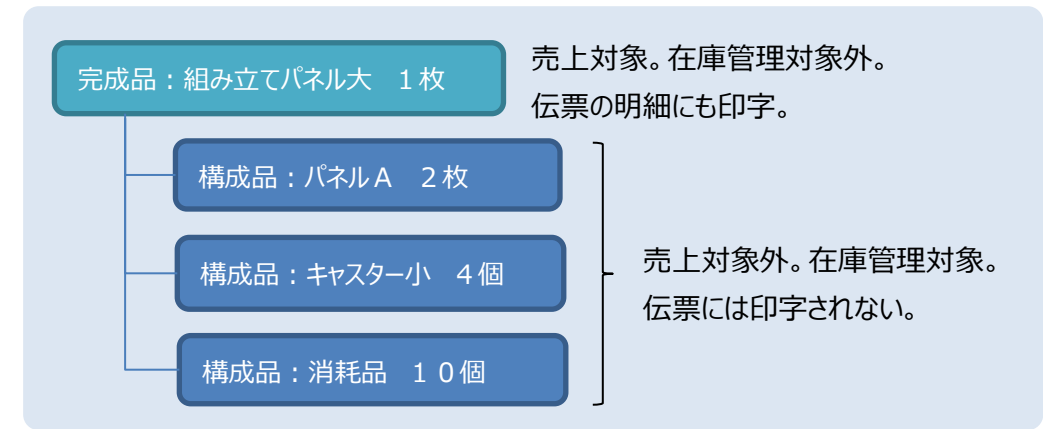 完成品：組み立てパネル大　１枚
売上対象。在庫管理対象外。
伝票の明細にも印字。
構成品：パネルＡ　２枚
構成品：キャスター小　４個
構成品：消耗品　１０個
売上対象外。在庫管理対象。
伝票には印字されない。